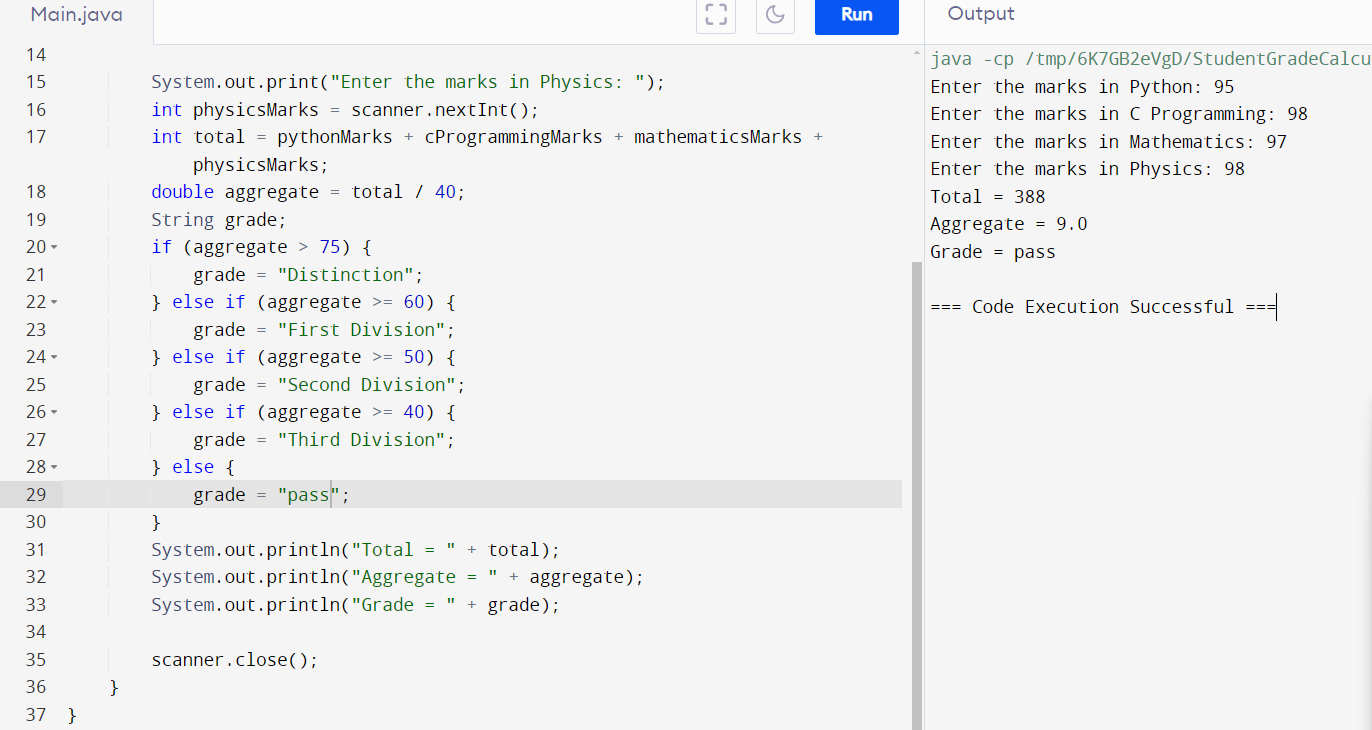 Main.java
Run
Output
14
15 System.out.print("Enter the marks in Physics: ");
16 int physicsMarks = scanner.nextInt();
17 int total = pythonMarks + cProgrammingMarks + mathematicsMarks +
physicsMarks;
18 double aggregate = total / 40;
19 String grade;
20 if (aggregate > 75) {
21 grade = "Distinction";
22 } else if (aggregate >= 60) {
23 grade = "First Division";
24 } else if (aggregate >= 50) {
25 grade = "Second Division";
26 } else if (aggregate >= 40) {
27 grade = "Third Division";
28 } else {
29 grade = "pass";
30 }
31 System.out.println("Total = " + total);
32 System.out.println("Aggregate = " + aggregate);
33 System.out.println("Grade = " + grade);
34
35 scanner.close();
36 }
37 }
java -cp /tmp/6K7GB2eVgD/StudentGradeCalcu
Enter the marks in Python: 95
Enter the marks in C Programming: 98
Enter the marks in Mathematics: 97
Enter the marks in Physics: 98
Total = 388
Aggregate = 9.0
Grade = pass
=== Code Execution Successful ===